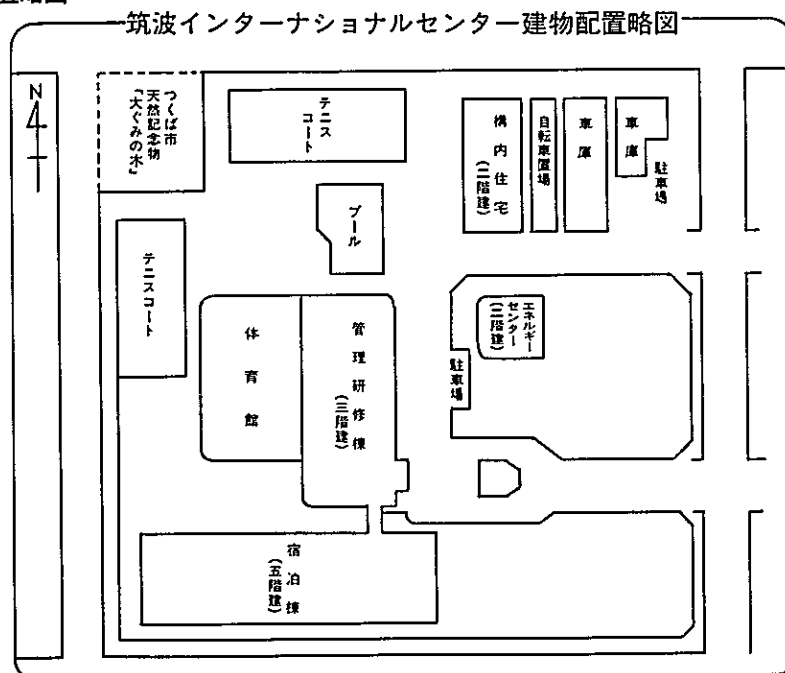 筑波インターナショナルセンター建物配置略図
N
つくば市
天然記念物
「大ぐみの木」
テニス
コート
構内住宅
(二階建)
自転車置場
車庫
車庫
駐車場
プール
テニスコート
体育館
管理研修棟
(三階建)
エネルギー
センター
(二階建)
駐車場
宿泊棟
(五階建)